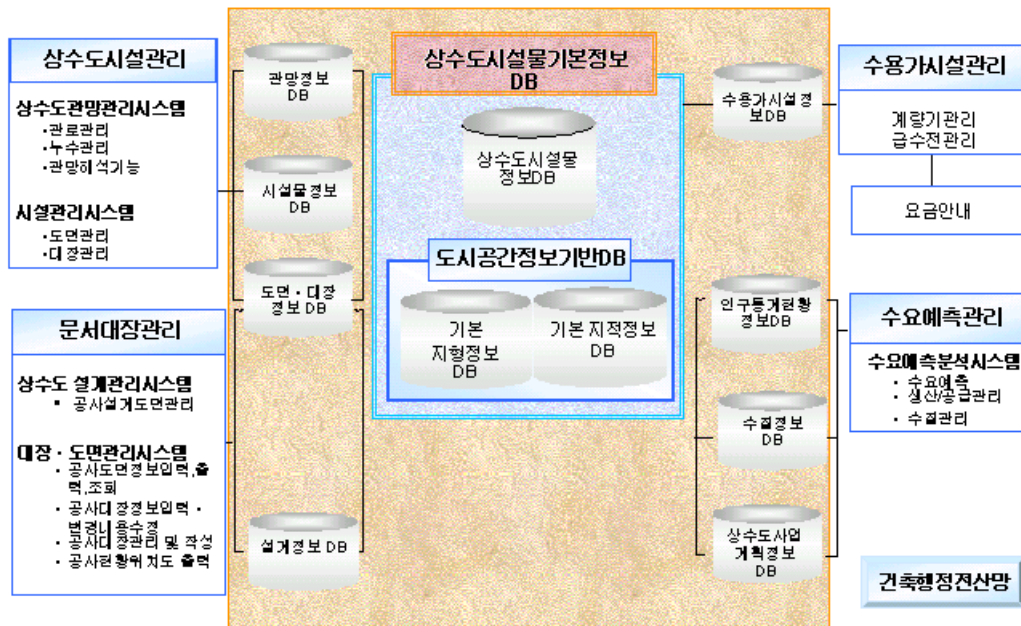 상수도시설관리
상수도관망관리시스템
·관로관리
·누수관리
·관망해석기능
시설관리시스템
·도면관리
·대장관리
문서대장관리
상수도 설계관리시스템
▪ 공사설계도면관리
대장·도면관리시스템
• 공사도면정보입력,출
력,조회
• 공사대장정보입력·
변경내용수정
• 공사대장관리 및 작성
• 공사현황위치도 출력
관망정보
DB
시설물정보
DB
도면·대장
정보 DB
설계정보 DB
상수도시설물기본정보
DB
상수도시설물
정보DB
도시공간정보기반DB
기본
지형정보
DB
기본 지적정보
DB
수용가시설정
보DB
인구통계현황
정보DB
수질정보
DB
상수도사업
계획정보
DB
수용가시설관리
계량기관리
급수전관리
요금안내
수요예측관리
수요예측분석시스템
• 수요예측
• 생산/공급관리
• 수질관리
건축행정전산망